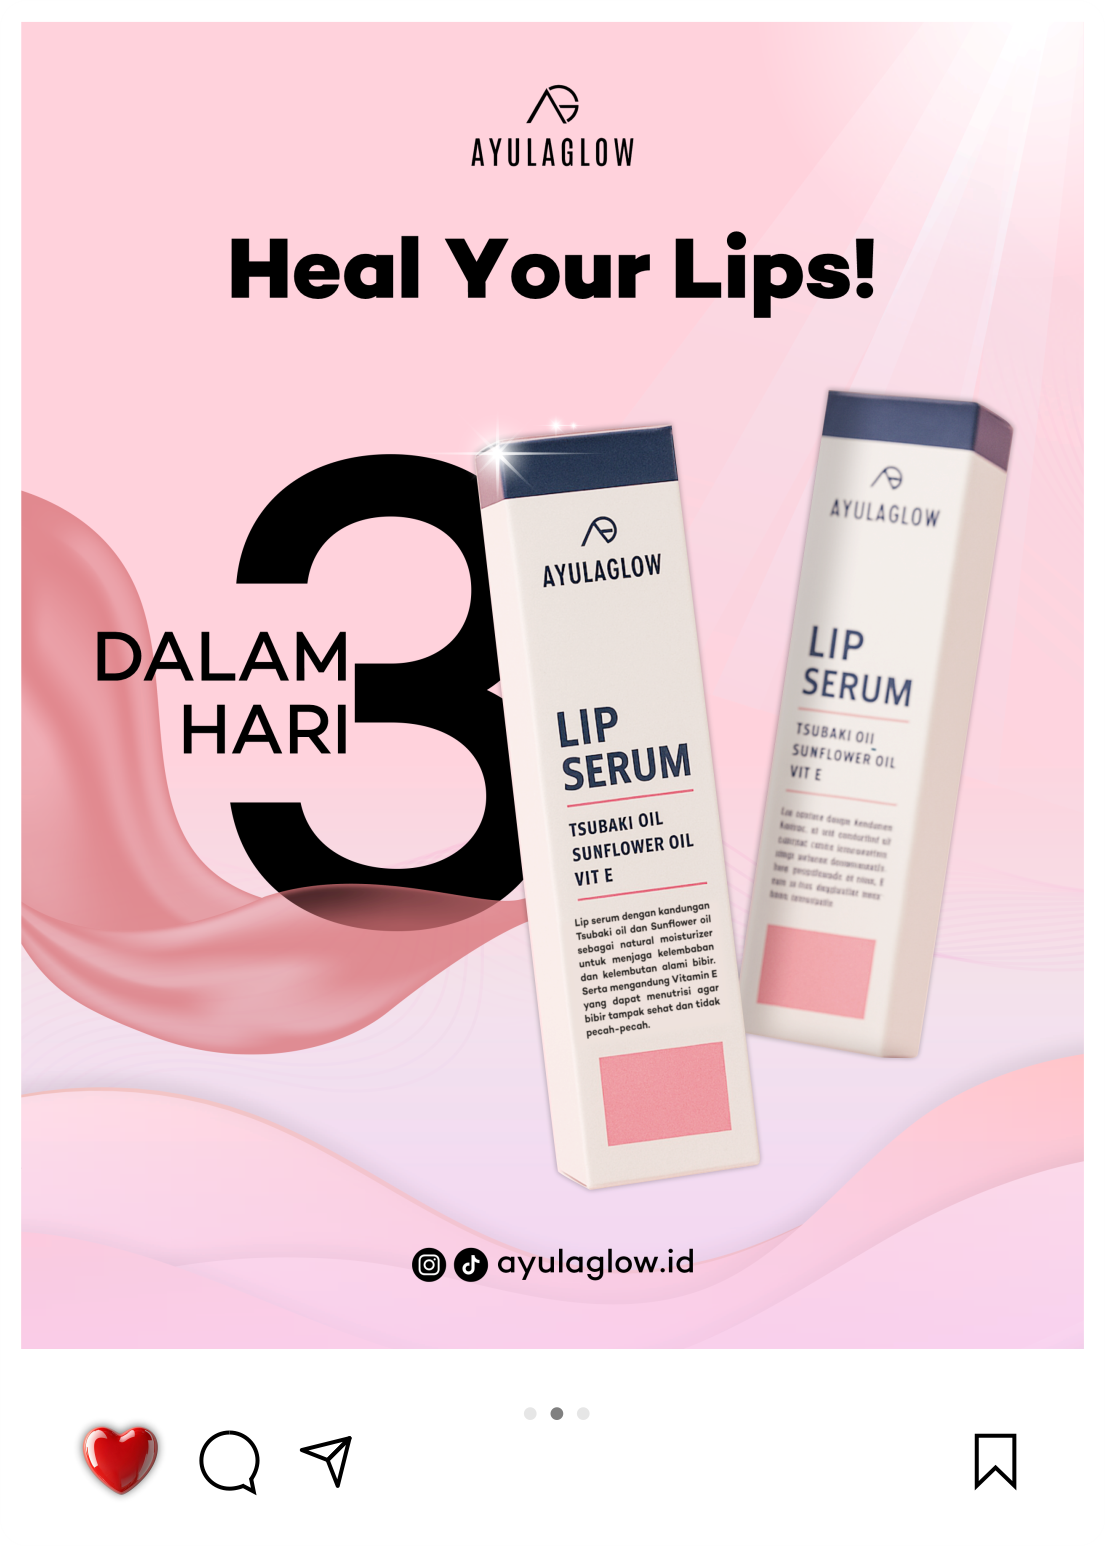 AYULAGLOW
Heal Your Lips!
3
DALAM
HARI
AYULAGLOW
LIP
SERUM
TSUBAKI OIL
SUNFLOWER OIL
VIT E
Lip serum dengan kandungan
Tsubaki oil dan Sunflower oil
sebagai natural moisturizer
untuk menjaga kelembaban
dan kelembutan alami bibir.
Serta mengandung Vitamin E
yang dapat menutrisi agar
bibir tampak sehat dan tidak
pecah-pecah.
AYULAGLOW
LIP
SERUM
TSUBAKI OIL
SUNFLOWER OIL
VIT E
ayulaglow.id